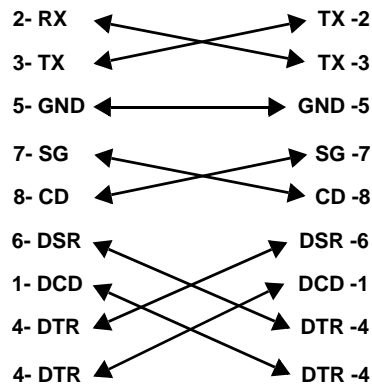 2- RX TX -2
3- TX TX -3
5- GND GND -5
7- SG SG -7
8- CD CD -8
6- DSR DSR -6
1- DCD DCD -1
4- DTR DTR -4
4- DTR DTR -4